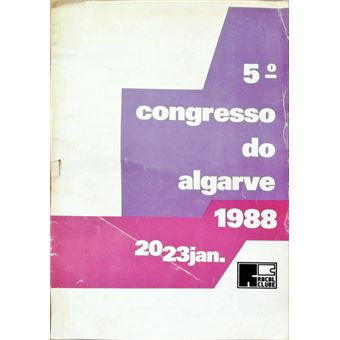 5º
congresso
do
algarve
1988
20 23 jan.
RACAL
CLUBE